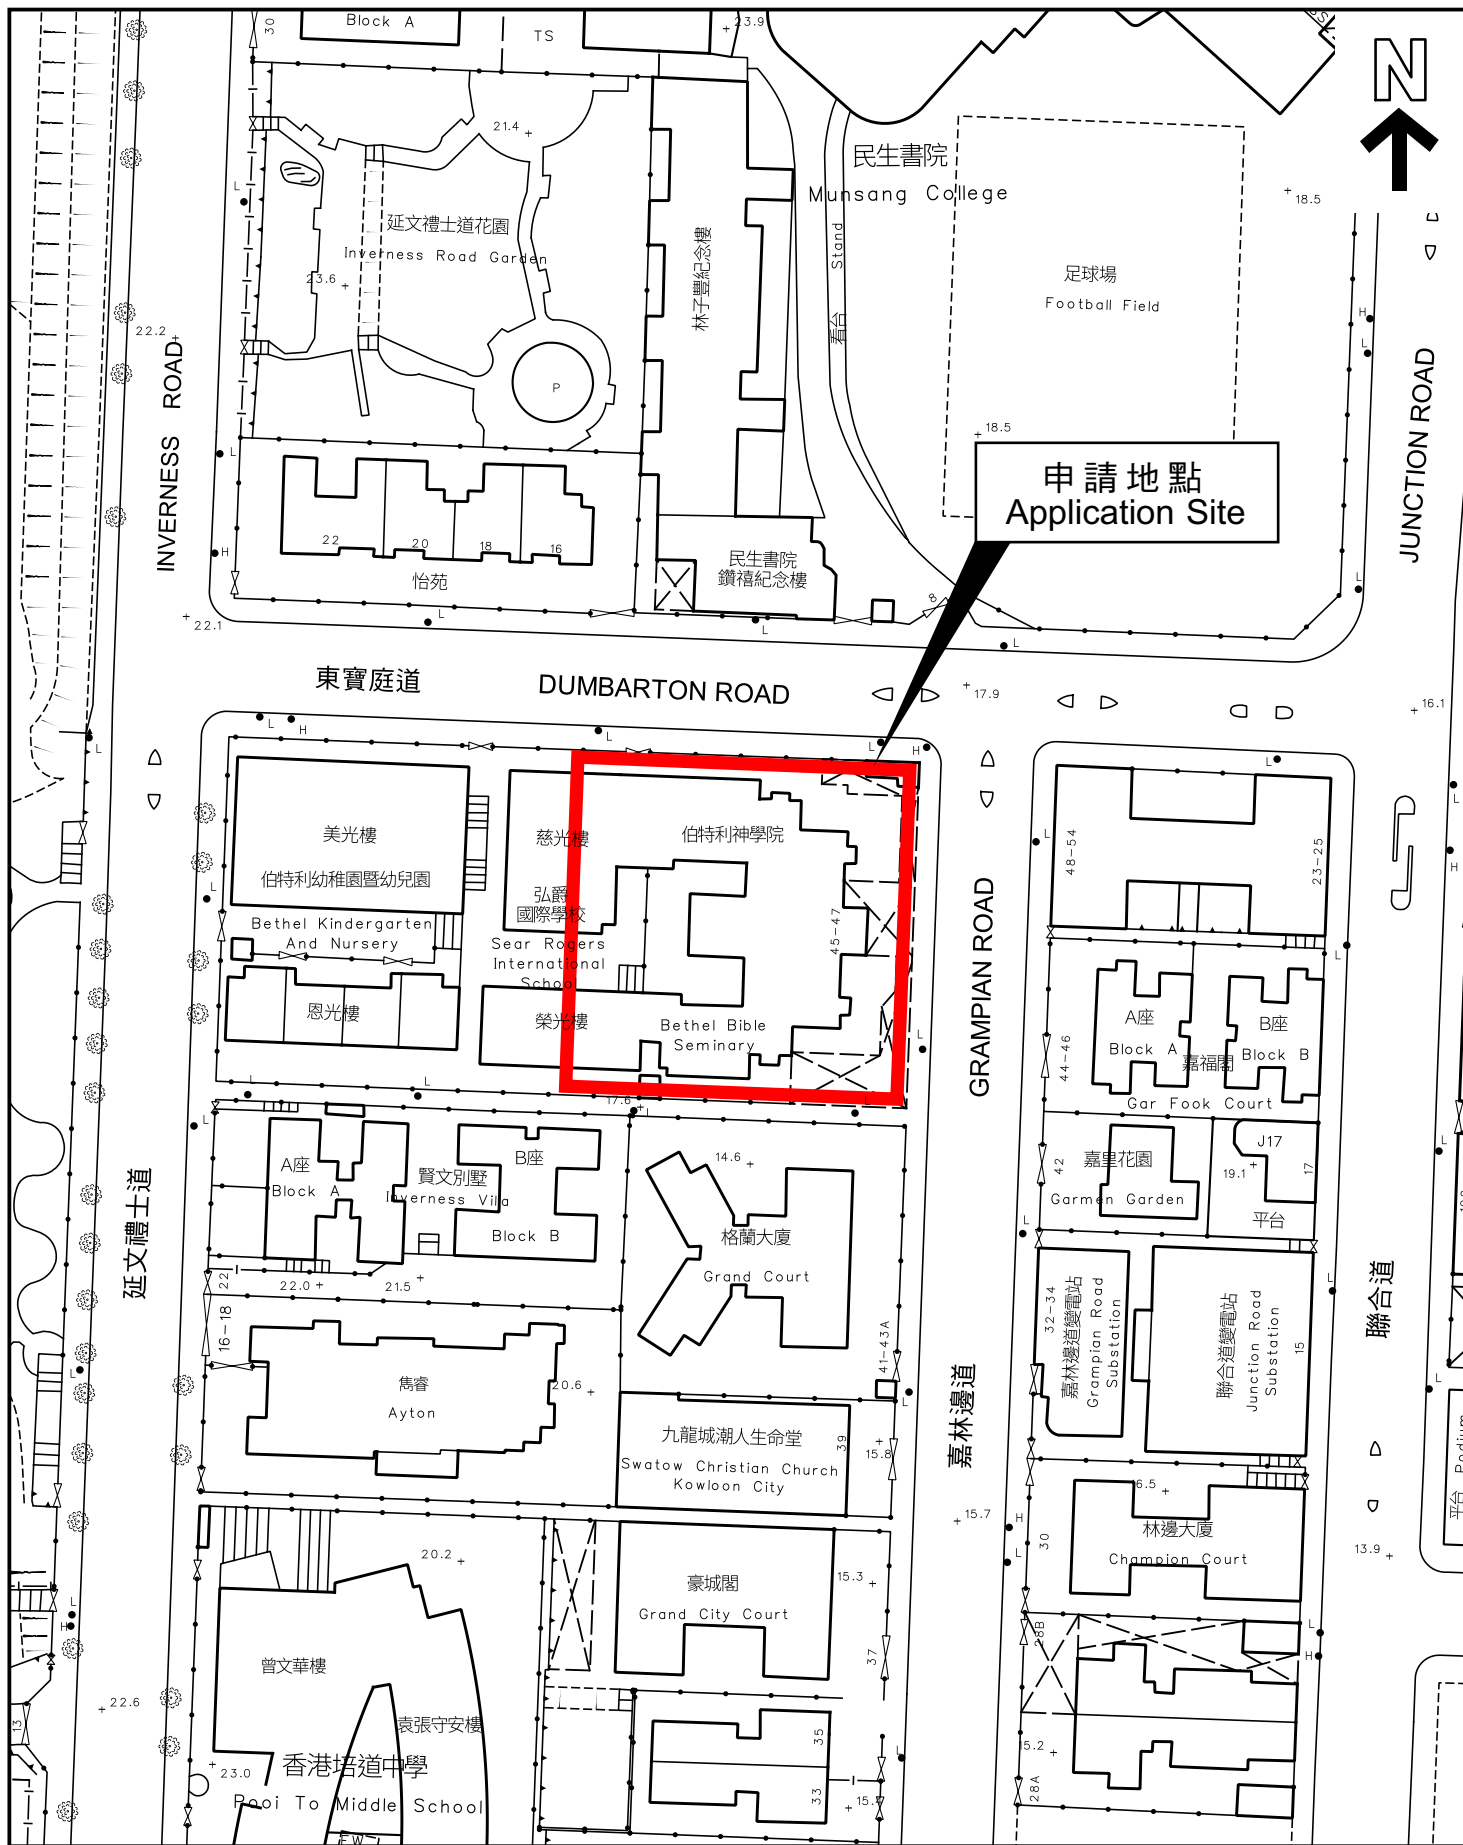 Block A
30
TS
23.9
N
21.4
民生書院
Munsang College
18.5
延文禮士道花園
Inverness Road Garden
23.6
林子豐紀念樓
看台 Stand
足球場
Football Field
22.2
INVERNESS ROAD
P
JUNCTION ROAD
18.5
申請地點
Application Site
22
20
18
16
怡苑
民生書院
鑽禧紀念樓
8
22.1
東寶庭道
DUMBARTON ROAD
17.9
16.1
美光樓
伯特利幼稚園暨幼兒園
Bethel Kindergarten
And Nursery
慈光樓
弘爵
國際學校
Sear Rogers
International
School
伯特利神學院
45-47
48-54
23-25
恩光樓
榮光樓
Bethel Bible
Seminary
GRAMPIAN ROAD
A座
Block A
B座
Block B
嘉福閣
Gar Fook Court
44-46
17.6
A座
Block A
賢文別墅
Inverness Villa
B座
Block B
14.6
格蘭大廈
Grand Court
42
嘉皇花園
Garmen Garden
J17
19.1
17
平台
延文禮士道
22
22.0
21.5
16-18
41-43A
32-34
嘉林邊道變電站
Grampian Road
Substation
聯合道變電站
Junction Road
Substation
15
聯合道
雋睿
Ayton
20.6
九龍城潮人生命堂
Swatow Christian Church
Kowloon City
39
15.8
嘉林邊道
平台 Podium
6.5
15.7
30
林邊大廈
Champion Court
13.9
20.2
豪城閣
Grand City Court
15.3
37
28B
曾文華樓
袁張守安樓
香港培道中學
Pooi To Middle School
22.6
13
23.0
35
33
15.2
28A